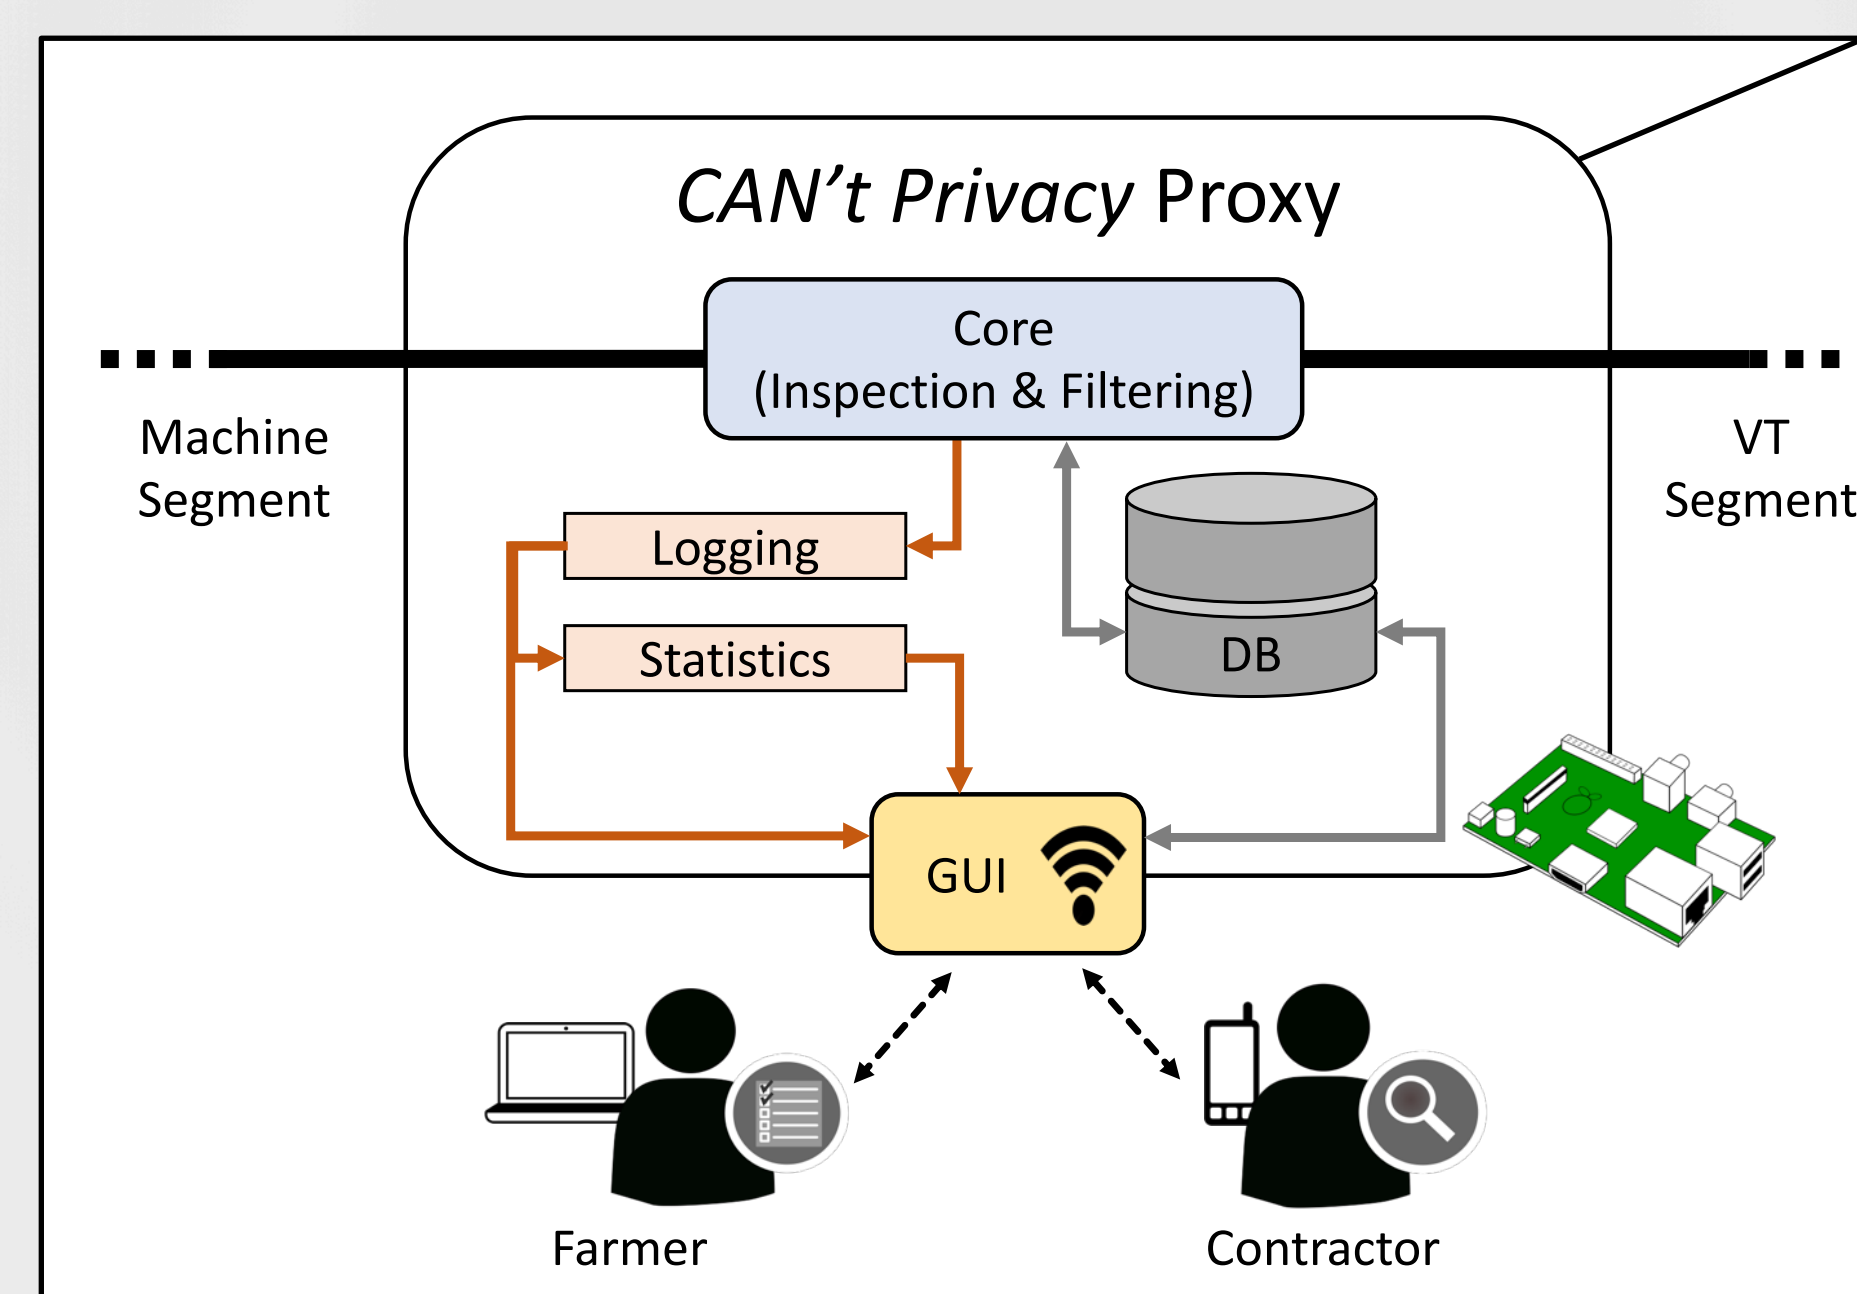 CAN’t Privacy Proxy
Core
(Inspection & Filtering)
Machine
Segment
VT
Segment
Logging
Statistics
DB
GUI
Farmer
Contractor